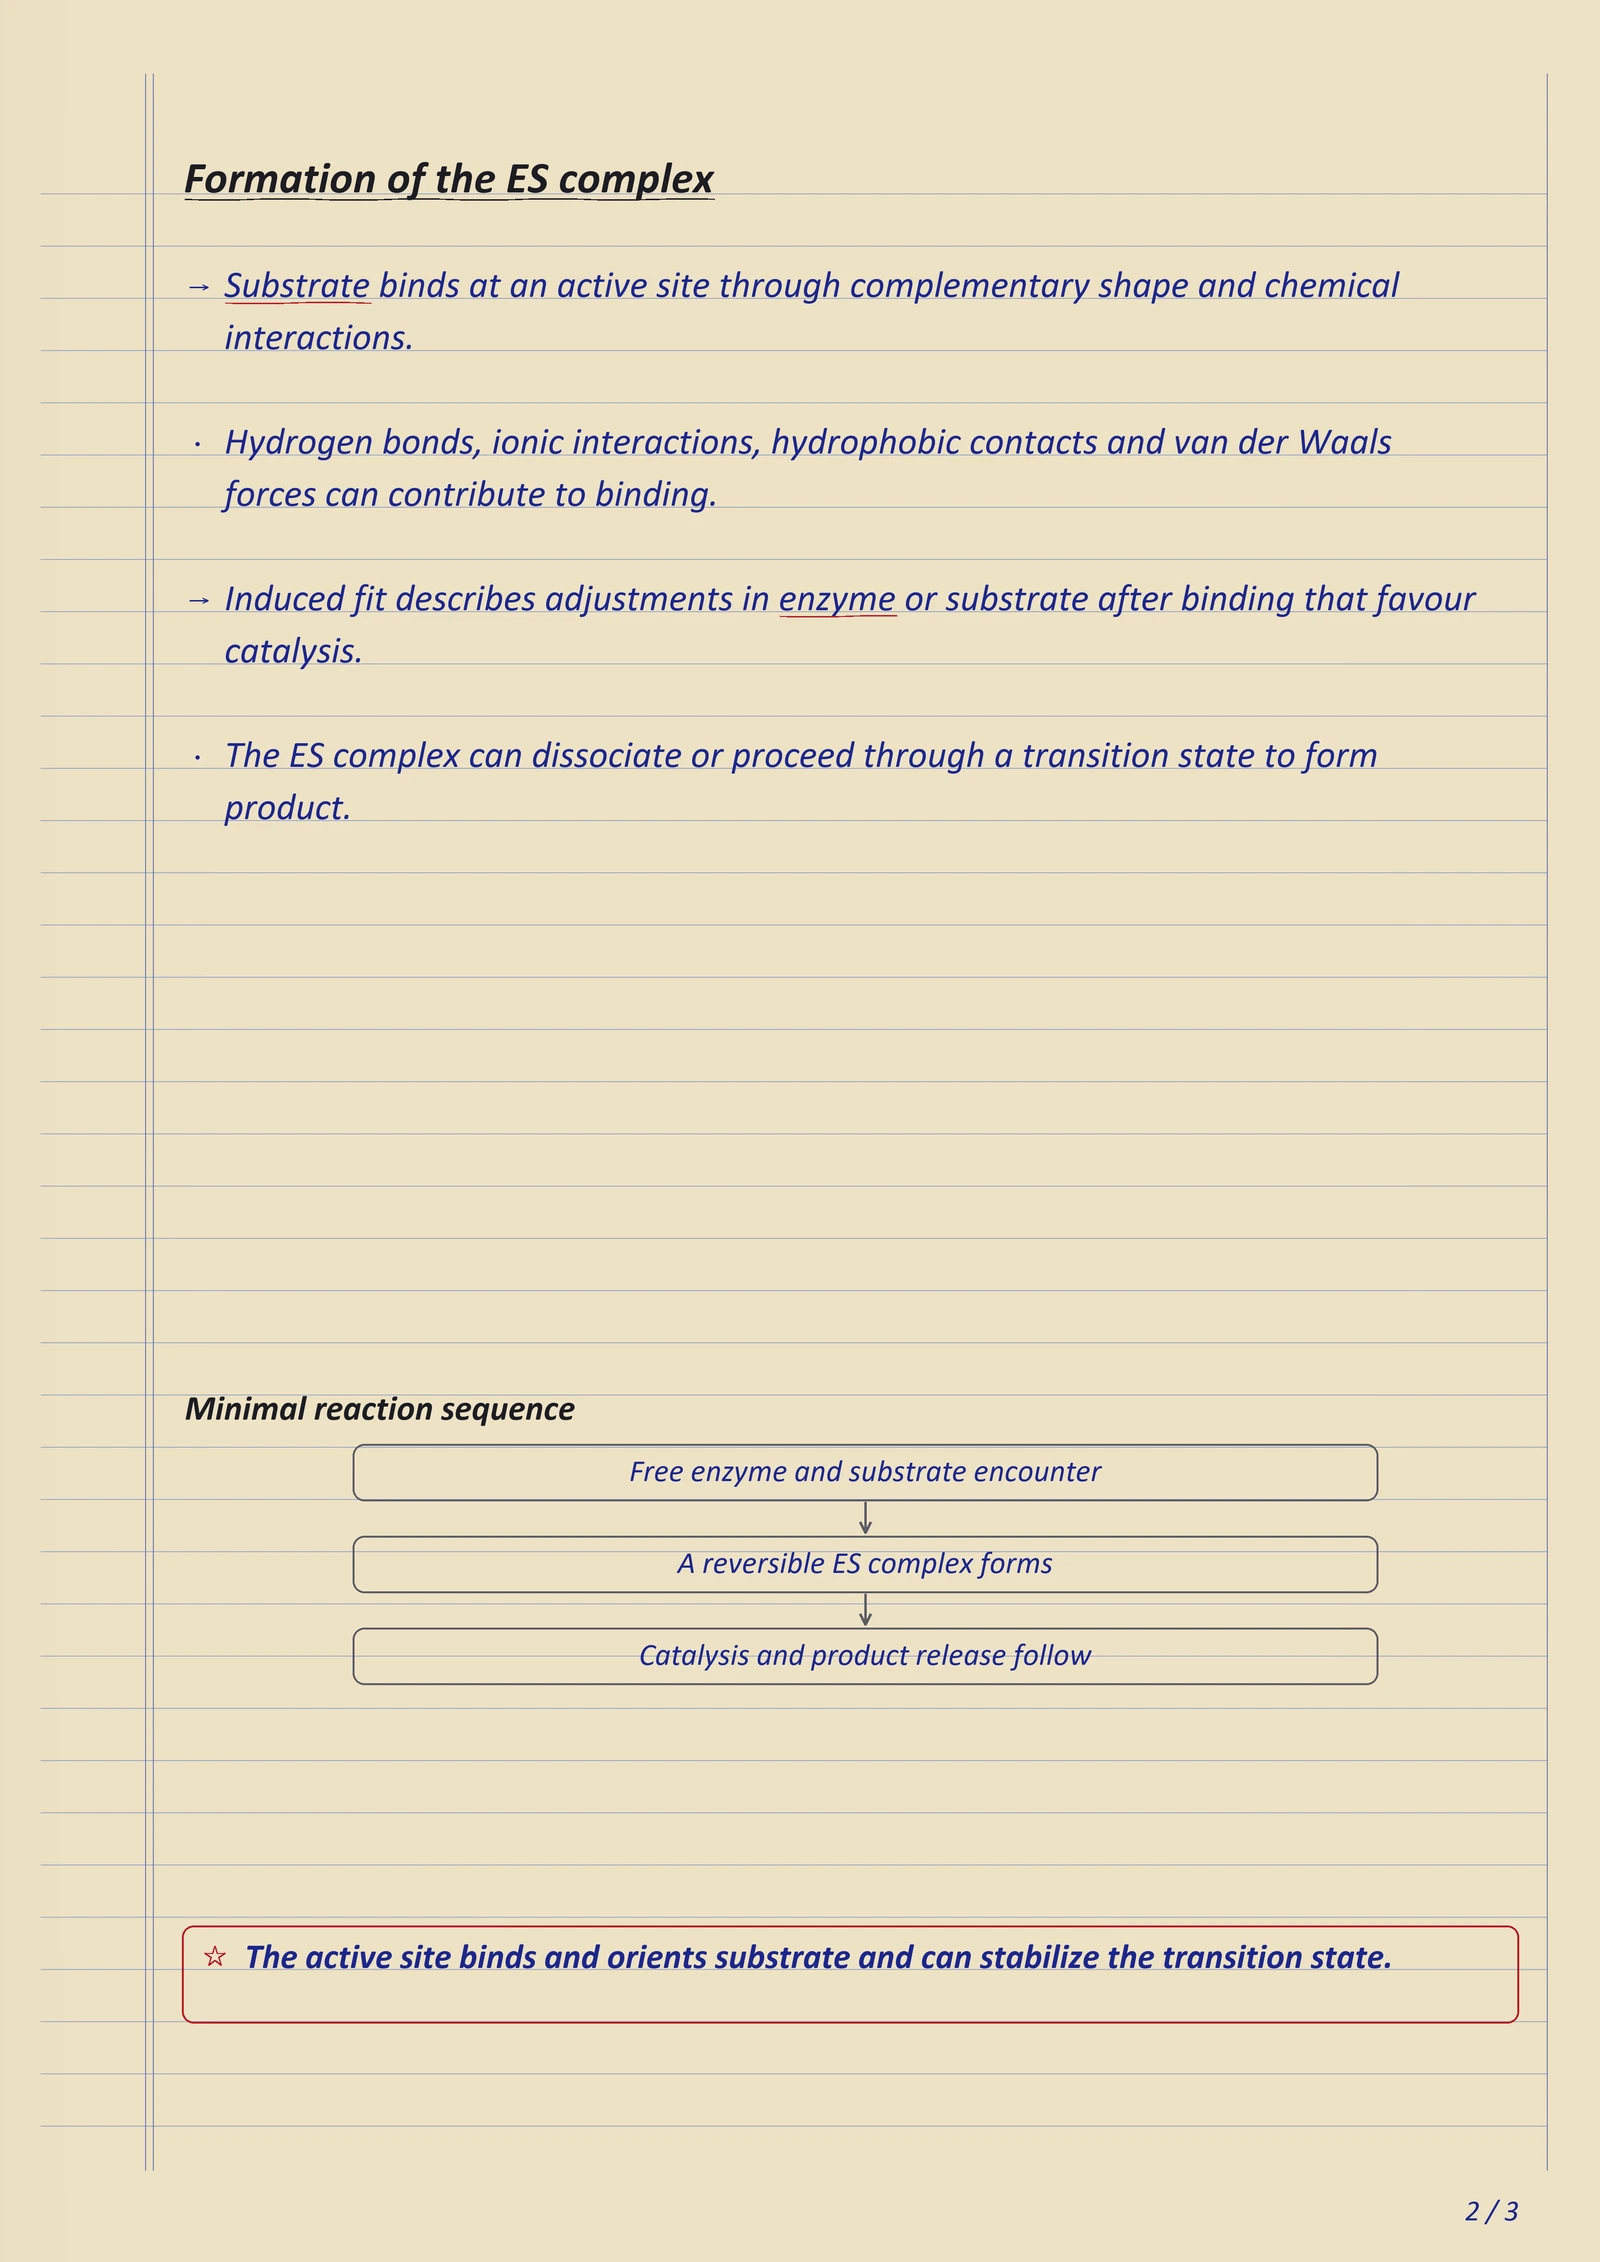 Formation of the ES complex
→ Substrate binds at an active site through complementary shape and chemical
interactions.
· Hydrogen bonds, ionic interactions, hydrophobic contacts and van der Waals
forces can contribute to binding.
→ Induced fit describes adjustments in enzyme or substrate after binding that favour
catalysis.
· The ES complex can dissociate or proceed through a transition state to form
product.
Minimal reaction sequence
Free enzyme and substrate encounter
A reversible ES complex forms
Catalysis and product release follow
☆ The active site binds and orients substrate and can stabilize the transition state.
2 / 3